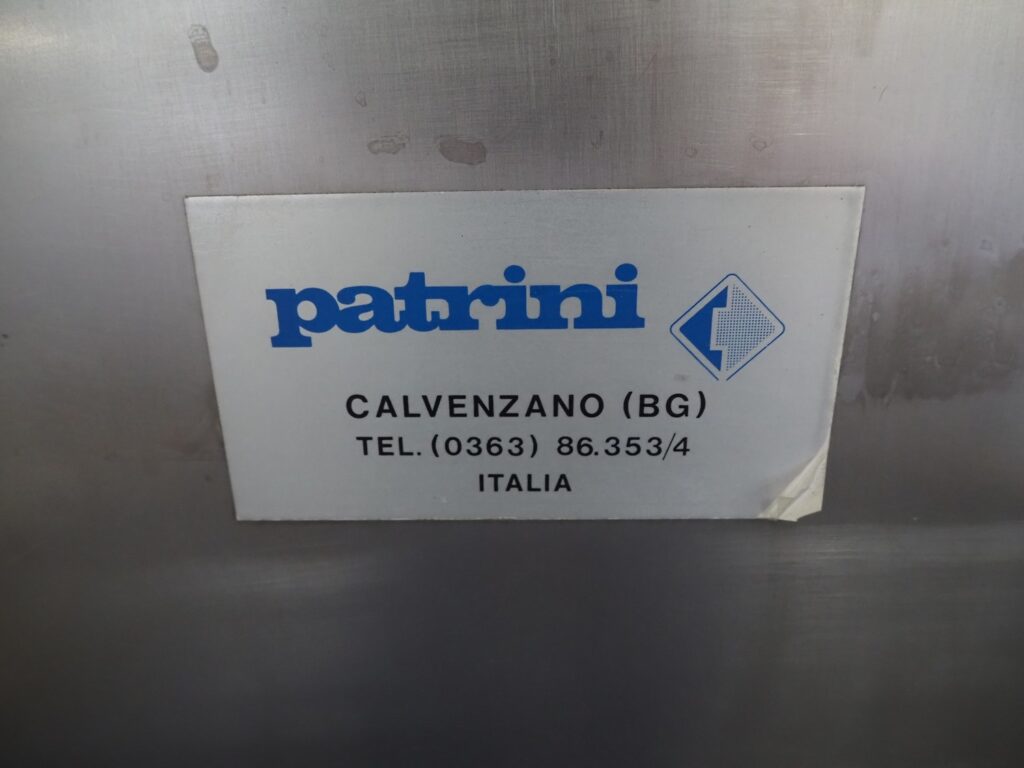 patrini
CALVENZANO (BG)
TEL. (0363) 86.353/4
ITALIA